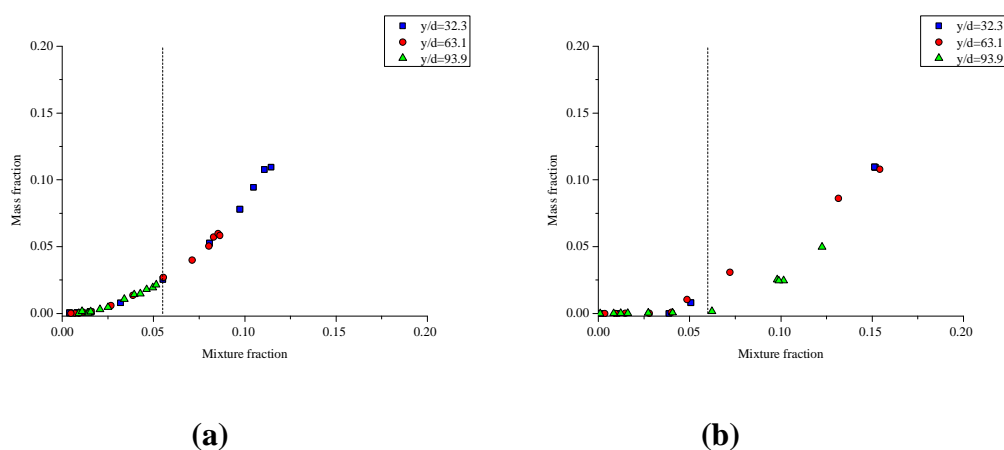 y/d=32.3
y/d=63.1
y/d=93.9
0.20
0.15
0.10
0.05
0.00
Mass fraction
0.00 0.05 0.10 0.15 0.20
Mixture fraction
(a)
y/d=32.3
y/d=63.1
y/d=93.9
0.20
0.15
0.10
0.05
0.00
Mass fraction
0.00 0.05 0.10 0.15 0.20
Mixture fraction
(b)